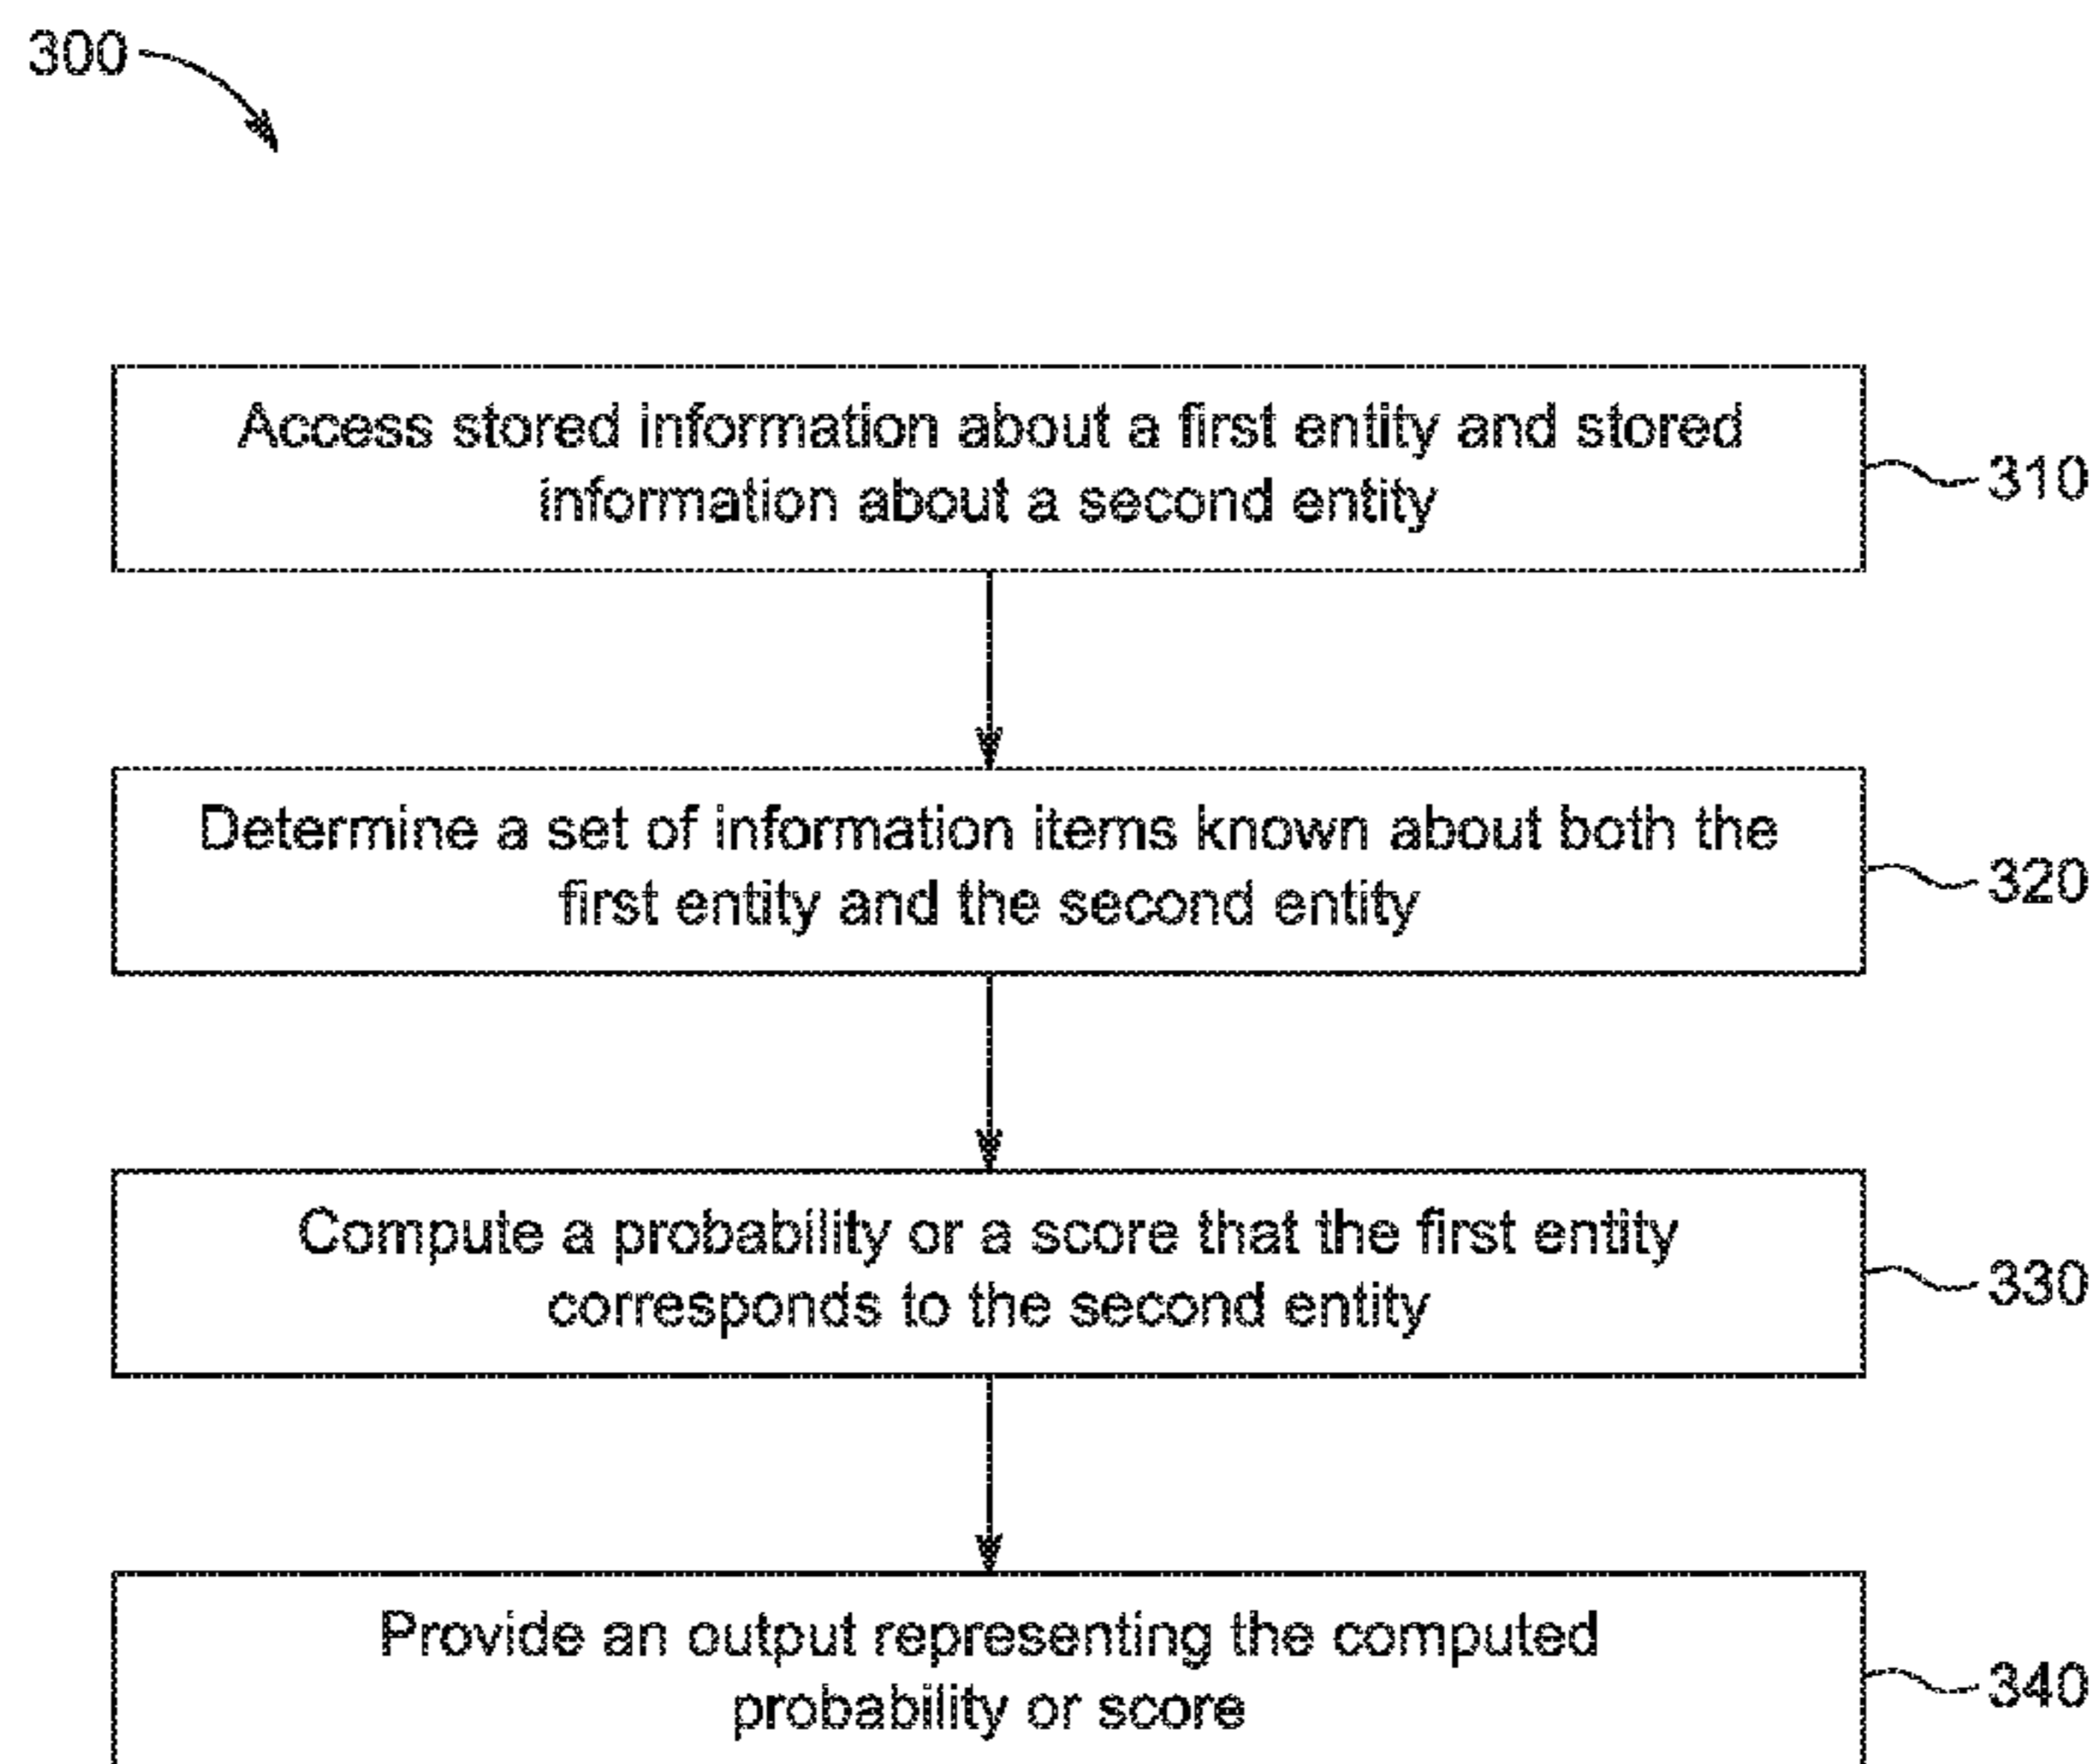 300
Access stored information about a first entity and stored
information about a second entity
310
Determine a set of information items known about both the
first entity and the second entity
320
Compute a probability or a score that the first entity
corresponds to the second entity
330
Provide an output representing the computed
probability or score
340